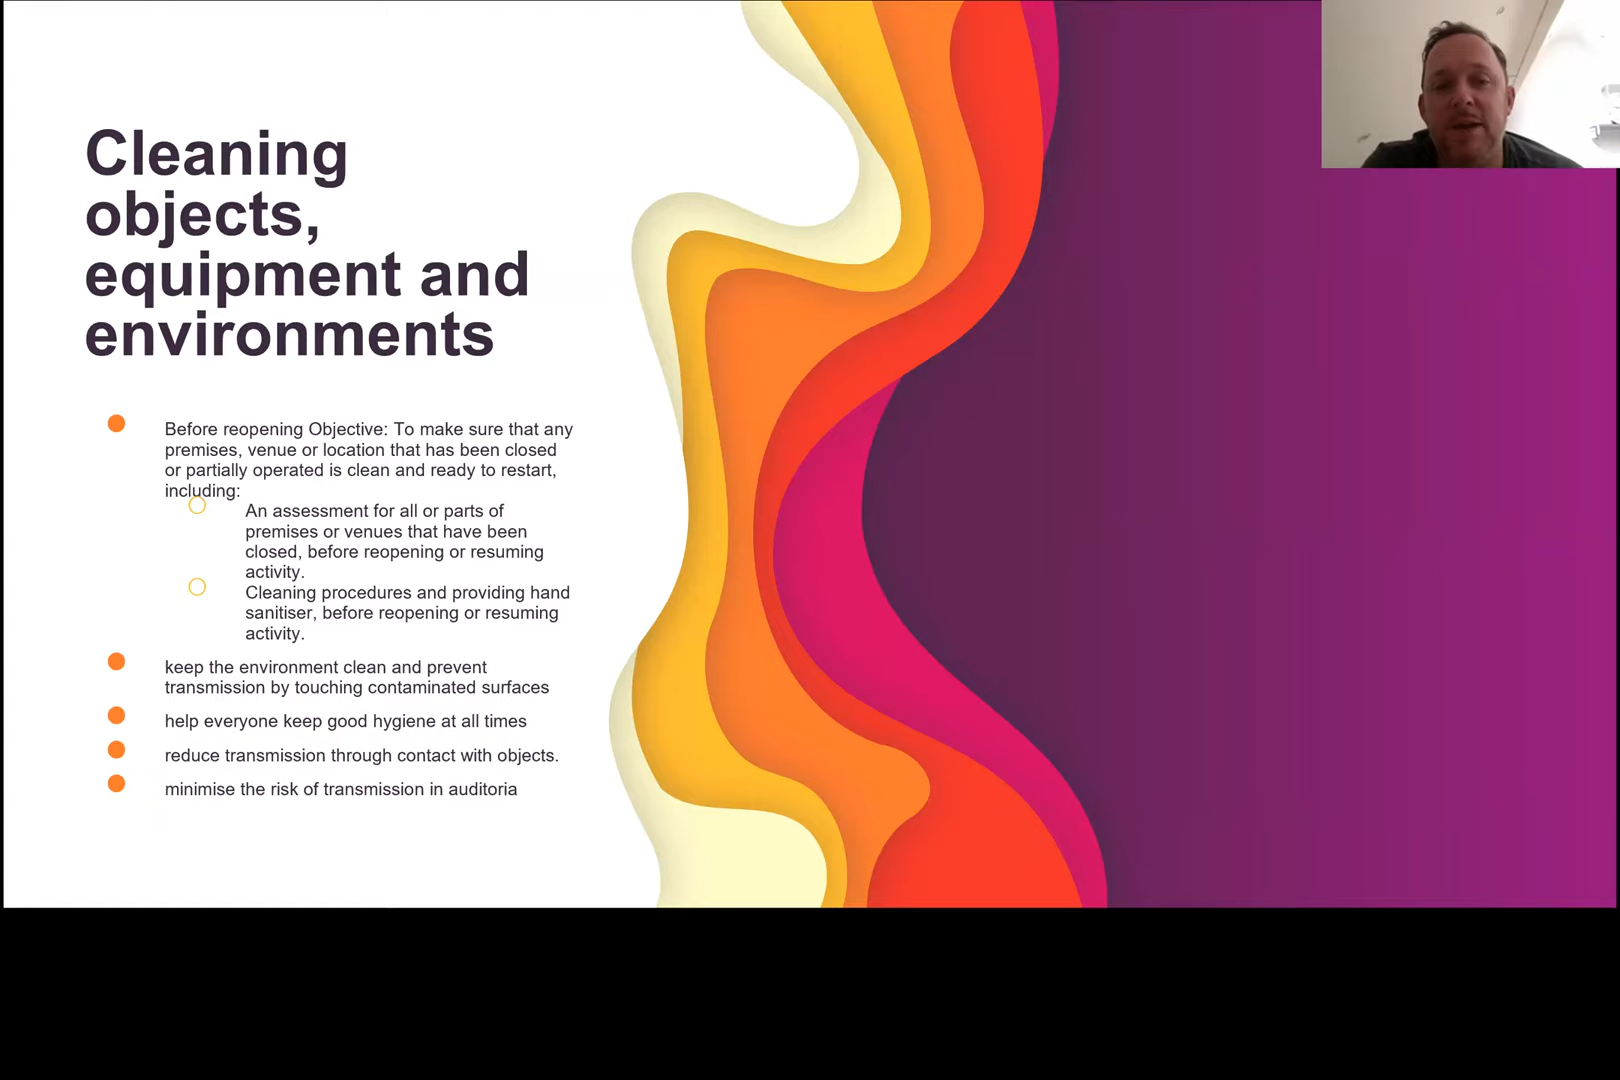 Cleaning
objects,
equipment and
environments
Before reopening Objective: To make sure that any
premises, venue or location that has been closed
or partially operated is clean and ready to restart,
including:
An assessment for all or parts of
premises or venues that have been
closed, before reopening or resuming
activity.
Cleaning procedures and providing hand
sanitiser, before reopening or resuming
activity.
keep the environment clean and prevent
transmission by touching contaminated surfaces
help everyone keep good hygiene at all times
reduce transmission through contact with objects.
minimise the risk of transmission in auditoria